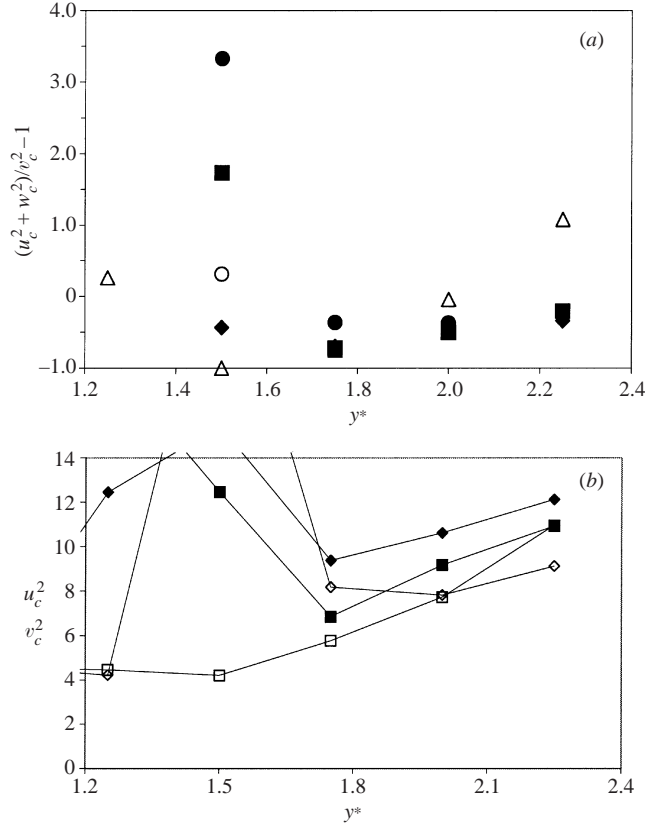 4.0
(a)
3.0
2.0
1.0
0
–1.0
(u_c^2 + w_c^2)/v_c^2 – 1
1.2 1.4 1.6 1.8 2.0 2.2 2.4
y*
14
(b)
12
10
8
u_c^2
v_c^2
6
4
2
0
1.2 1.5 1.8 2.1 2.4
y*